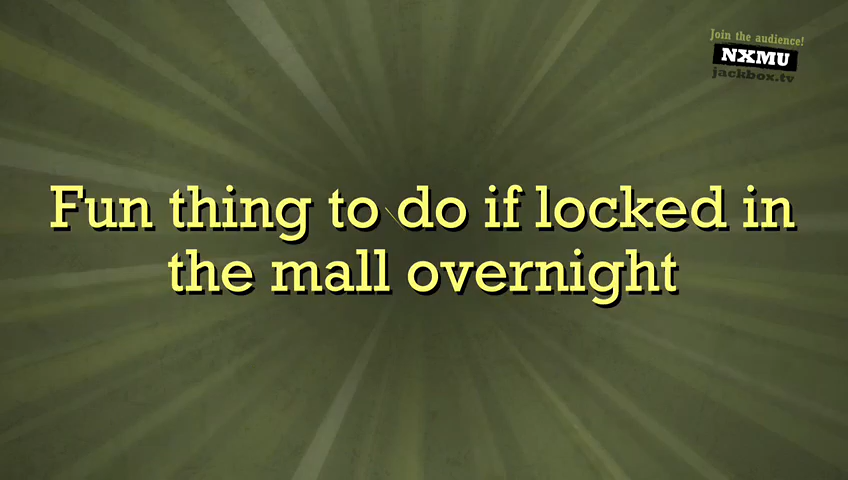 Join the audience!
NXMU
jackbox.tv
Fun thing to do if locked in
the mall overnight